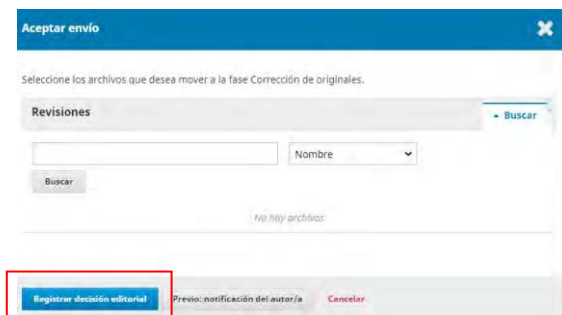 Aceptar envío
Seleccione los archivos que desea mover a la fase Corrección de originales.
Revisiones
Buscar
Nombre
Buscar
No hay archivos
Registrar decisión editorial Previo: notificación del autor/a Cancelar